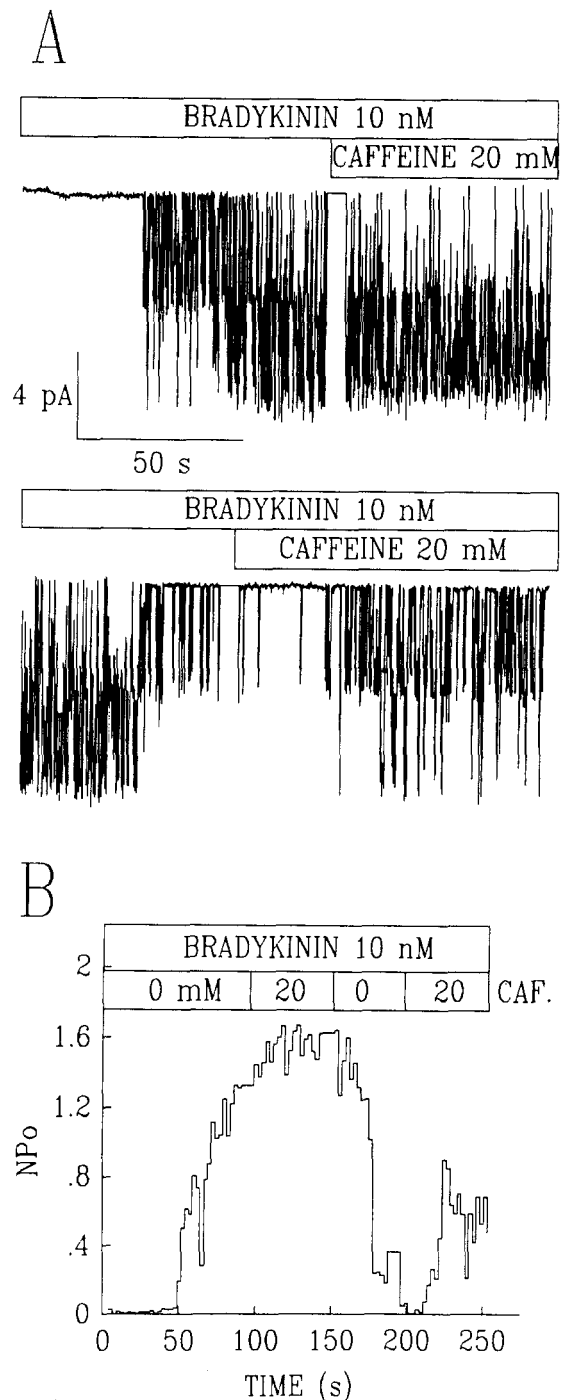 A
BRADYKININ 10 nM
CAFFEINE 20 mM
4 pA
50 s
BRADYKININ 10 nM
CAFFEINE 20 mM
B
BRADYKININ 10 nM
0 mM 20 0 20 CAF.
2
1.6
1.2
.8
.4
0
NPo
0 50 100 150 200 250
TIME (s)